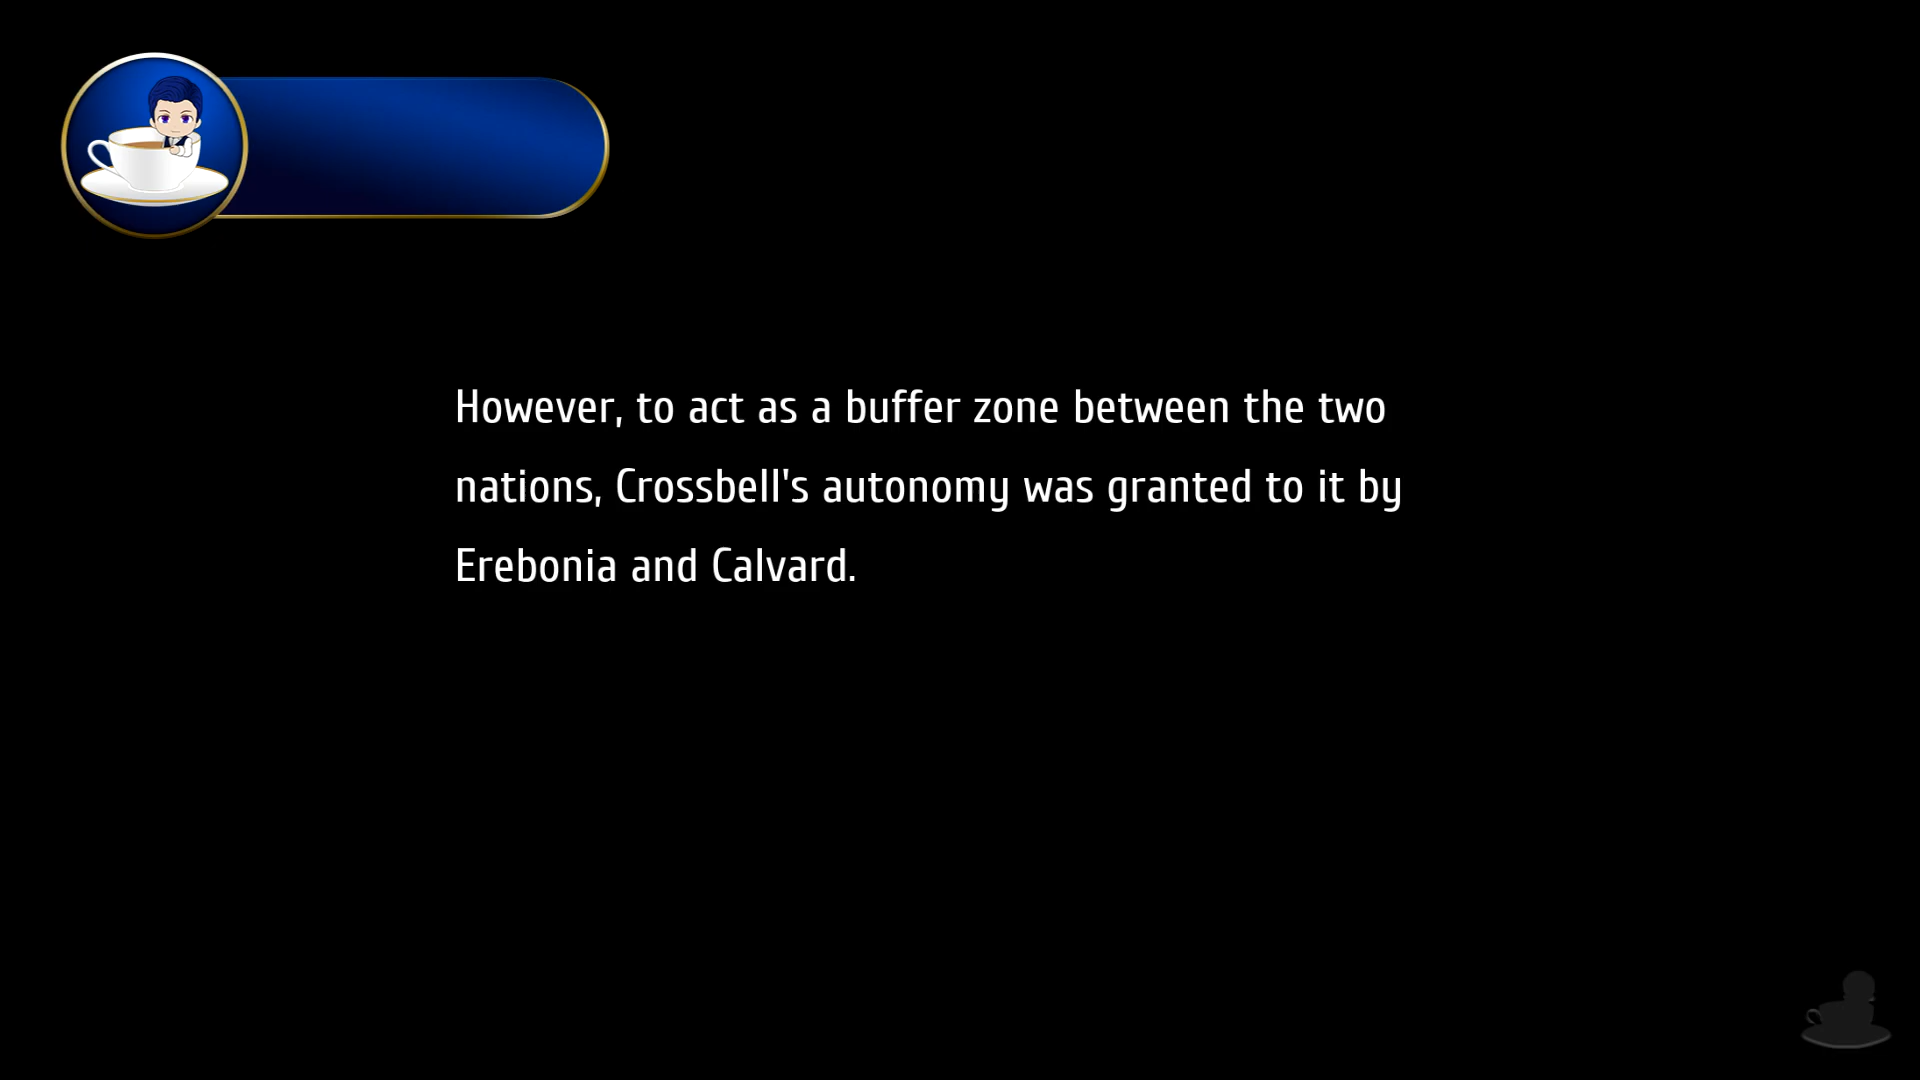 However, to act as a buffer zone between the two
nations, Crossbell's autonomy was granted to it by
Erebonia and Calvard.